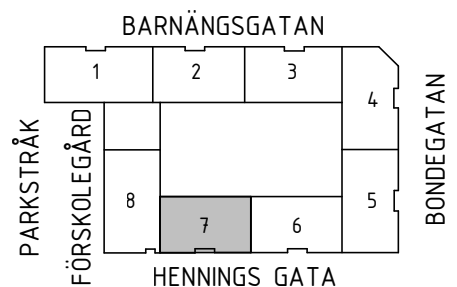 BARNÄNGSGATAN
1
2
3
4
PARKSTRÅK
FÖRSKOLEGÅRD
BONDEGATAN
8
7
6
5
HENNINGS GATA